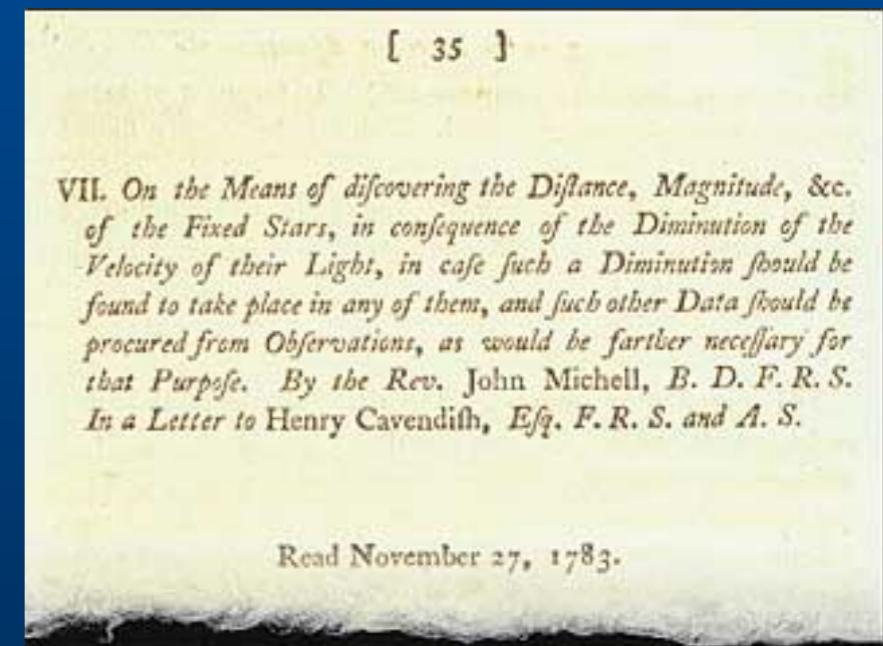 [ 35 ]
VII. On the Means of diſcovering the Diſtance, Magnitude, &c.
of the Fixed Stars, in conſequence of the Diminution of the
Velocity of their Light, in caſe ſuch a Diminution ſhould be
found to take place in any of them, and ſuch other Data ſhould be
procured from Obſervations, as would be farther neceſſary for
that Purpoſe. By the Rev. John Michell, B. D. F. R. S.
In a Letter to Henry Cavendiſh, Eſq. F. R. S. and A. S.
Read November 27, 1783.